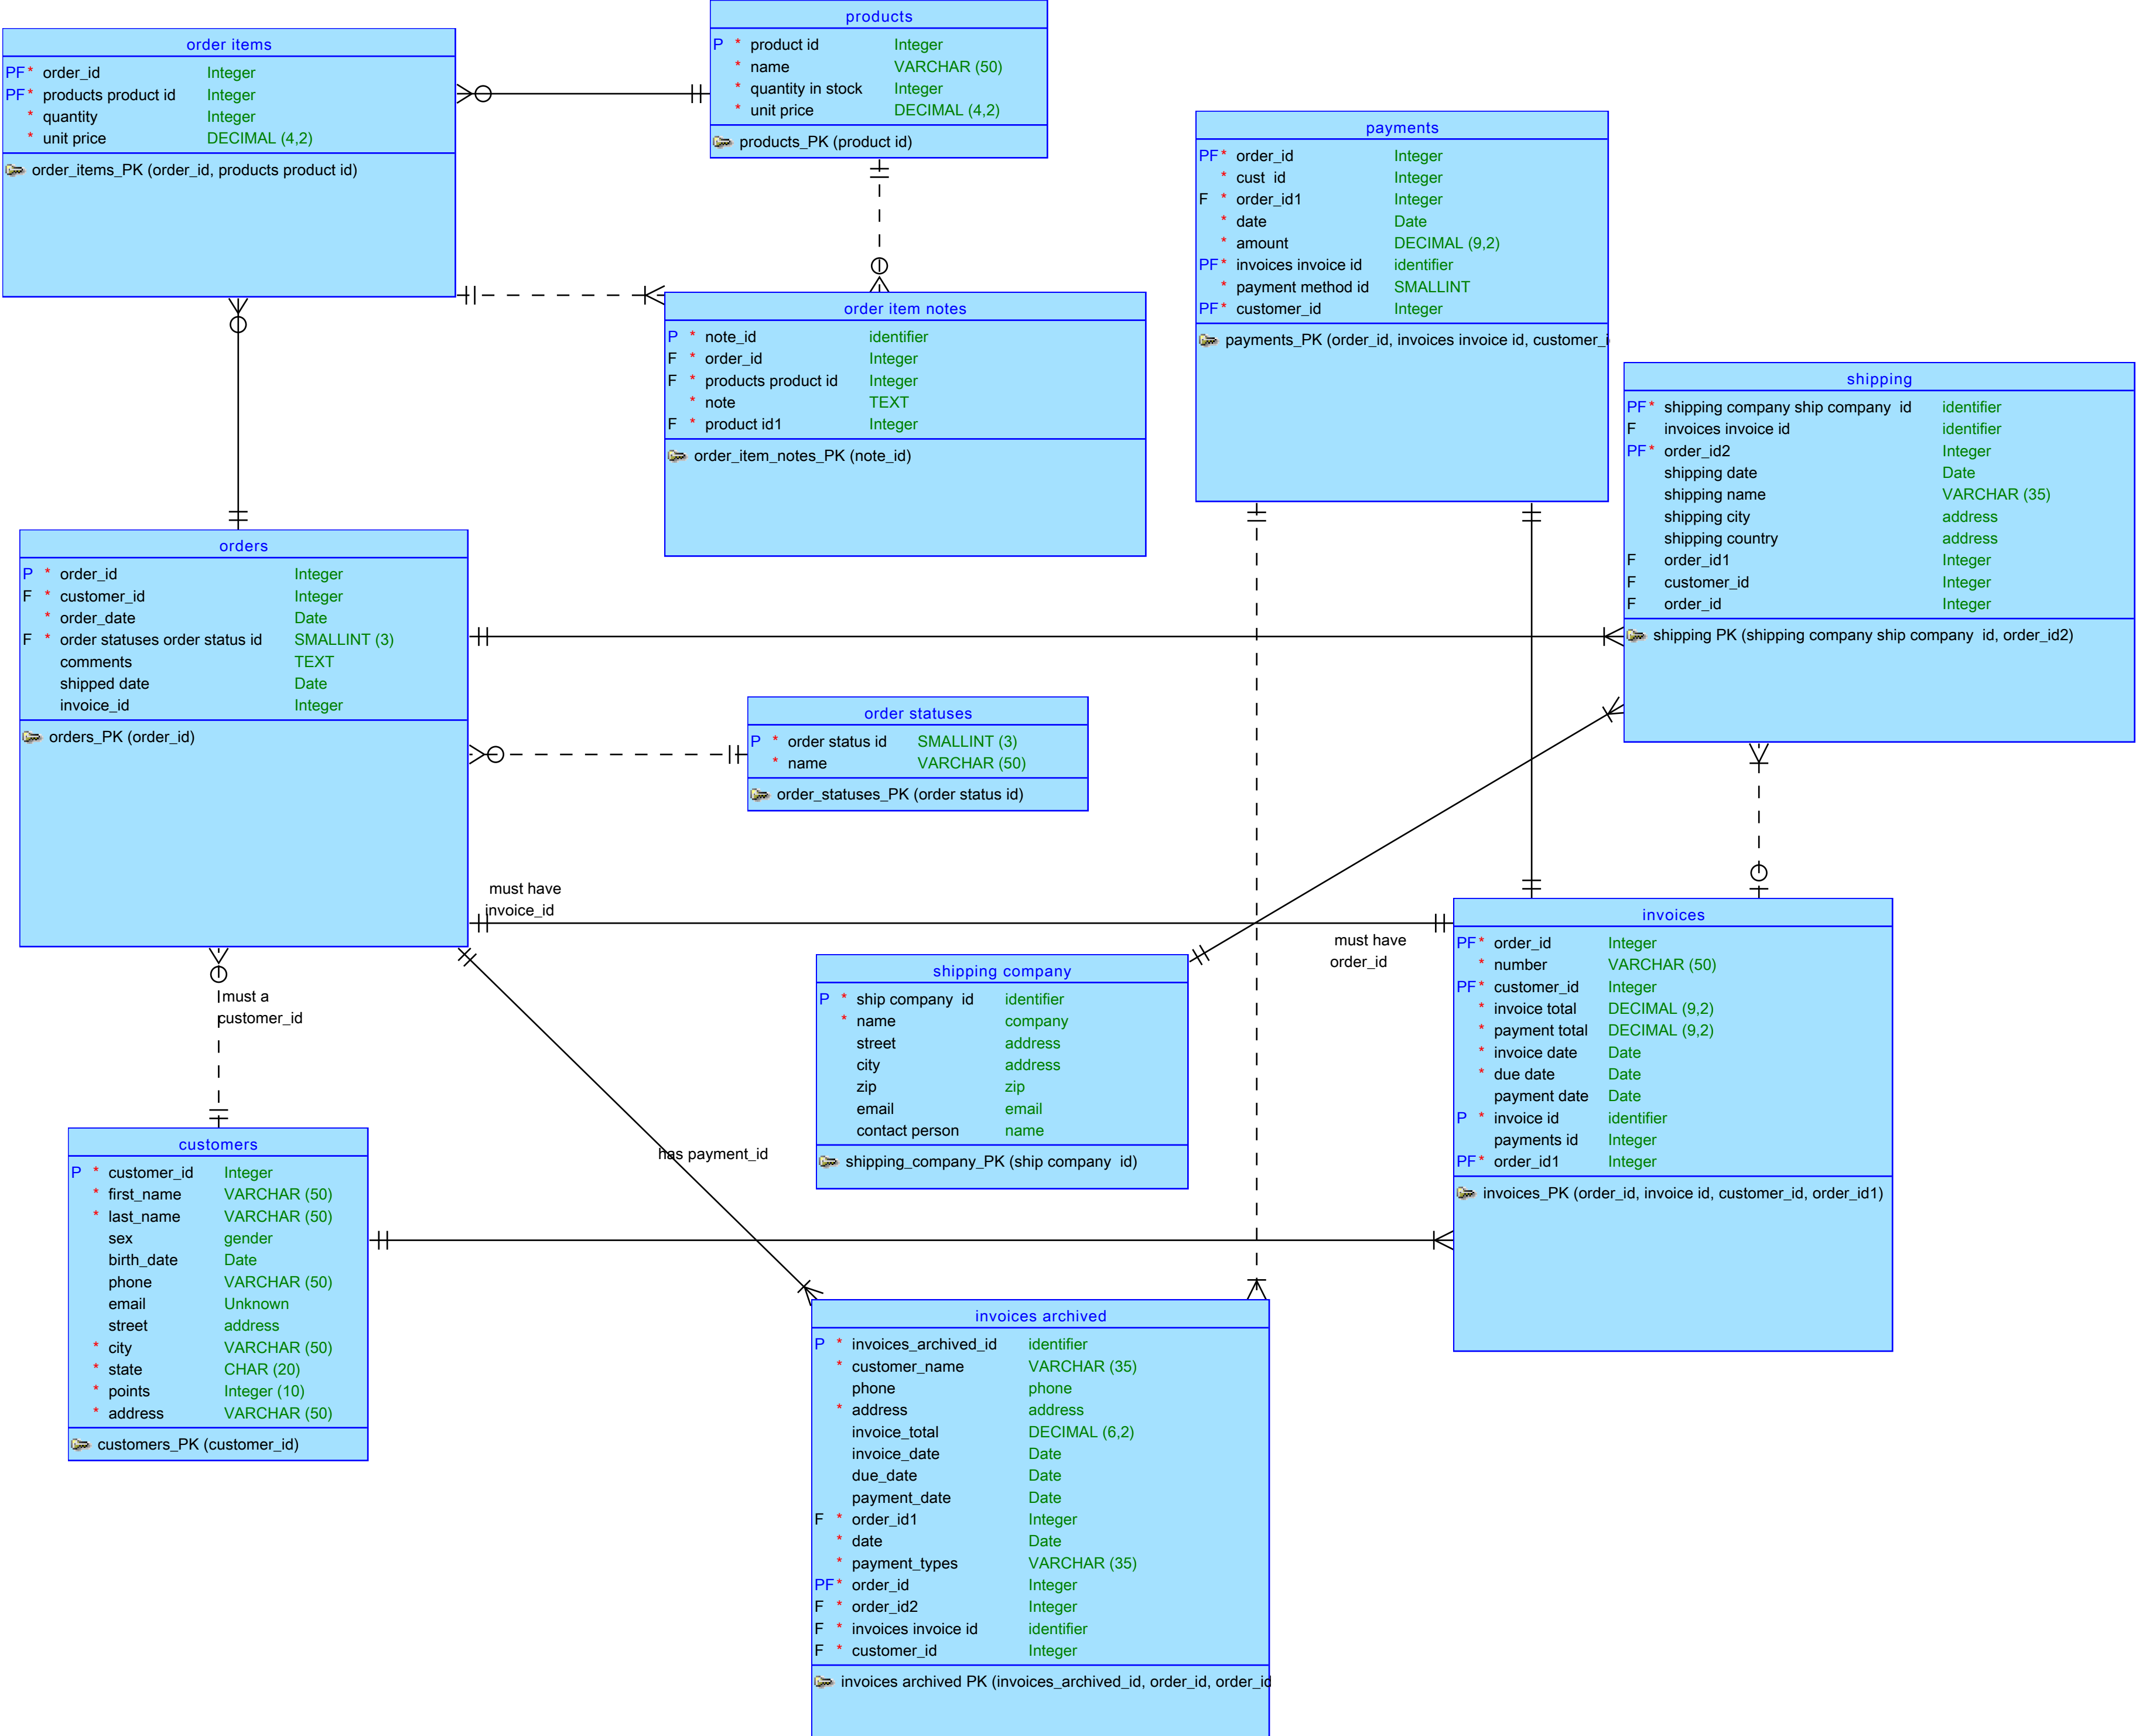 order items
PF * order_id Integer
PF * products product id Integer
* quantity Integer
* unit price DECIMAL (4,2)
order_items_PK (order_id, products product id)
products
P * product id Integer
* name VARCHAR (50)
* quantity in stock Integer
* unit price DECIMAL (4,2)
products_PK (product id)
payments
PF * order_id Integer
* cust id Integer
F * order_id1 Integer
* date Date
* amount DECIMAL (9,2)
PF * invoices invoice id identifier
* payment method id SMALLINT
PF * customer_id Integer
payments_PK (order_id, invoices invoice id, customer_i
order item notes
P * note_id identifier
F * order_id Integer
F * products product id Integer
* note TEXT
F * product id1 Integer
order_item_notes_PK (note_id)
shipping
PF * shipping company ship company id identifier
F invoices invoice id identifier
PF * order_id2 Integer
shipping date Date
shipping name VARCHAR (35)
shipping city address
shipping country address
F order_id1 Integer
F customer_id Integer
F order_id Integer
shipping PK (shipping company ship company id, order_id2)
orders
P * order_id Integer
F * customer_id Integer
* order_date Date
F * order statuses order status id SMALLINT (3)
comments TEXT
shipped date Date
invoice_id Integer
orders_PK (order_id)
order statuses
P * order status id SMALLINT (3)
* name VARCHAR (50)
order_statuses_PK (order status id)
must have
invoice_id
must have
order_id
must a
customer_id
has payment_id
shipping company
P * ship company id identifier
* name company
street address
city address
zip zip
email email
contact person name
shipping_company_PK (ship company id)
invoices
PF * order_id Integer
* number VARCHAR (50)
PF * customer_id Integer
* invoice total DECIMAL (9,2)
* payment total DECIMAL (9,2)
* invoice date Date
* due date Date
payment date Date
P * invoice id identifier
payments id Integer
PF * order_id1 Integer
invoices_PK (order_id, invoice id, customer_id, order_id1)
customers
P * customer_id Integer
* first_name VARCHAR (50)
* last_name VARCHAR (50)
sex gender
birth_date Date
phone VARCHAR (50)
email Unknown
street address
* city VARCHAR (50)
* state CHAR (20)
* points Integer (10)
* address VARCHAR (50)
customers_PK (customer_id)
invoices archived
P * invoices_archived_id identifier
* customer_name VARCHAR (35)
phone phone
* address address
invoice_total DECIMAL (6,2)
invoice_date Date
due_date Date
payment_date Date
F * order_id1 Integer
* date Date
* payment_types VARCHAR (35)
PF * order_id Integer
F * order_id2 Integer
F * invoices invoice id identifier
F * customer_id Integer
invoices archived PK (invoices_archived_id, order_id, order_id